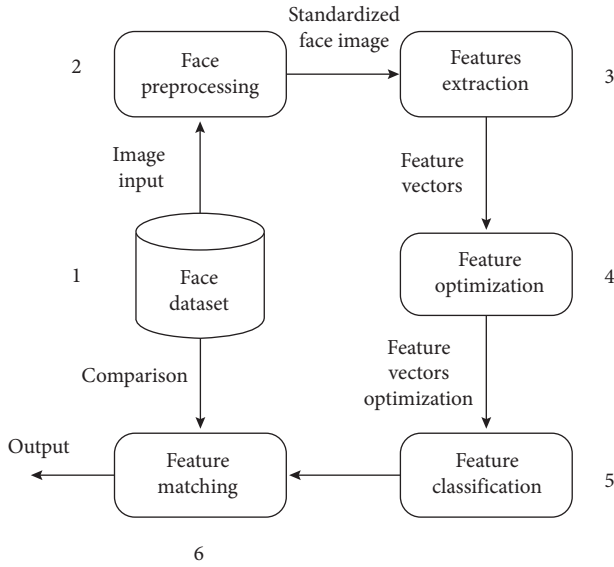 Standardized
face image
2
Face
preprocessing
Features
extraction
3
Image
input
Feature
vectors
1
Face
dataset
Feature
optimization
4
Comparison
Feature
vectors
optimization
Output
Feature
matching
Feature
classification
5
6